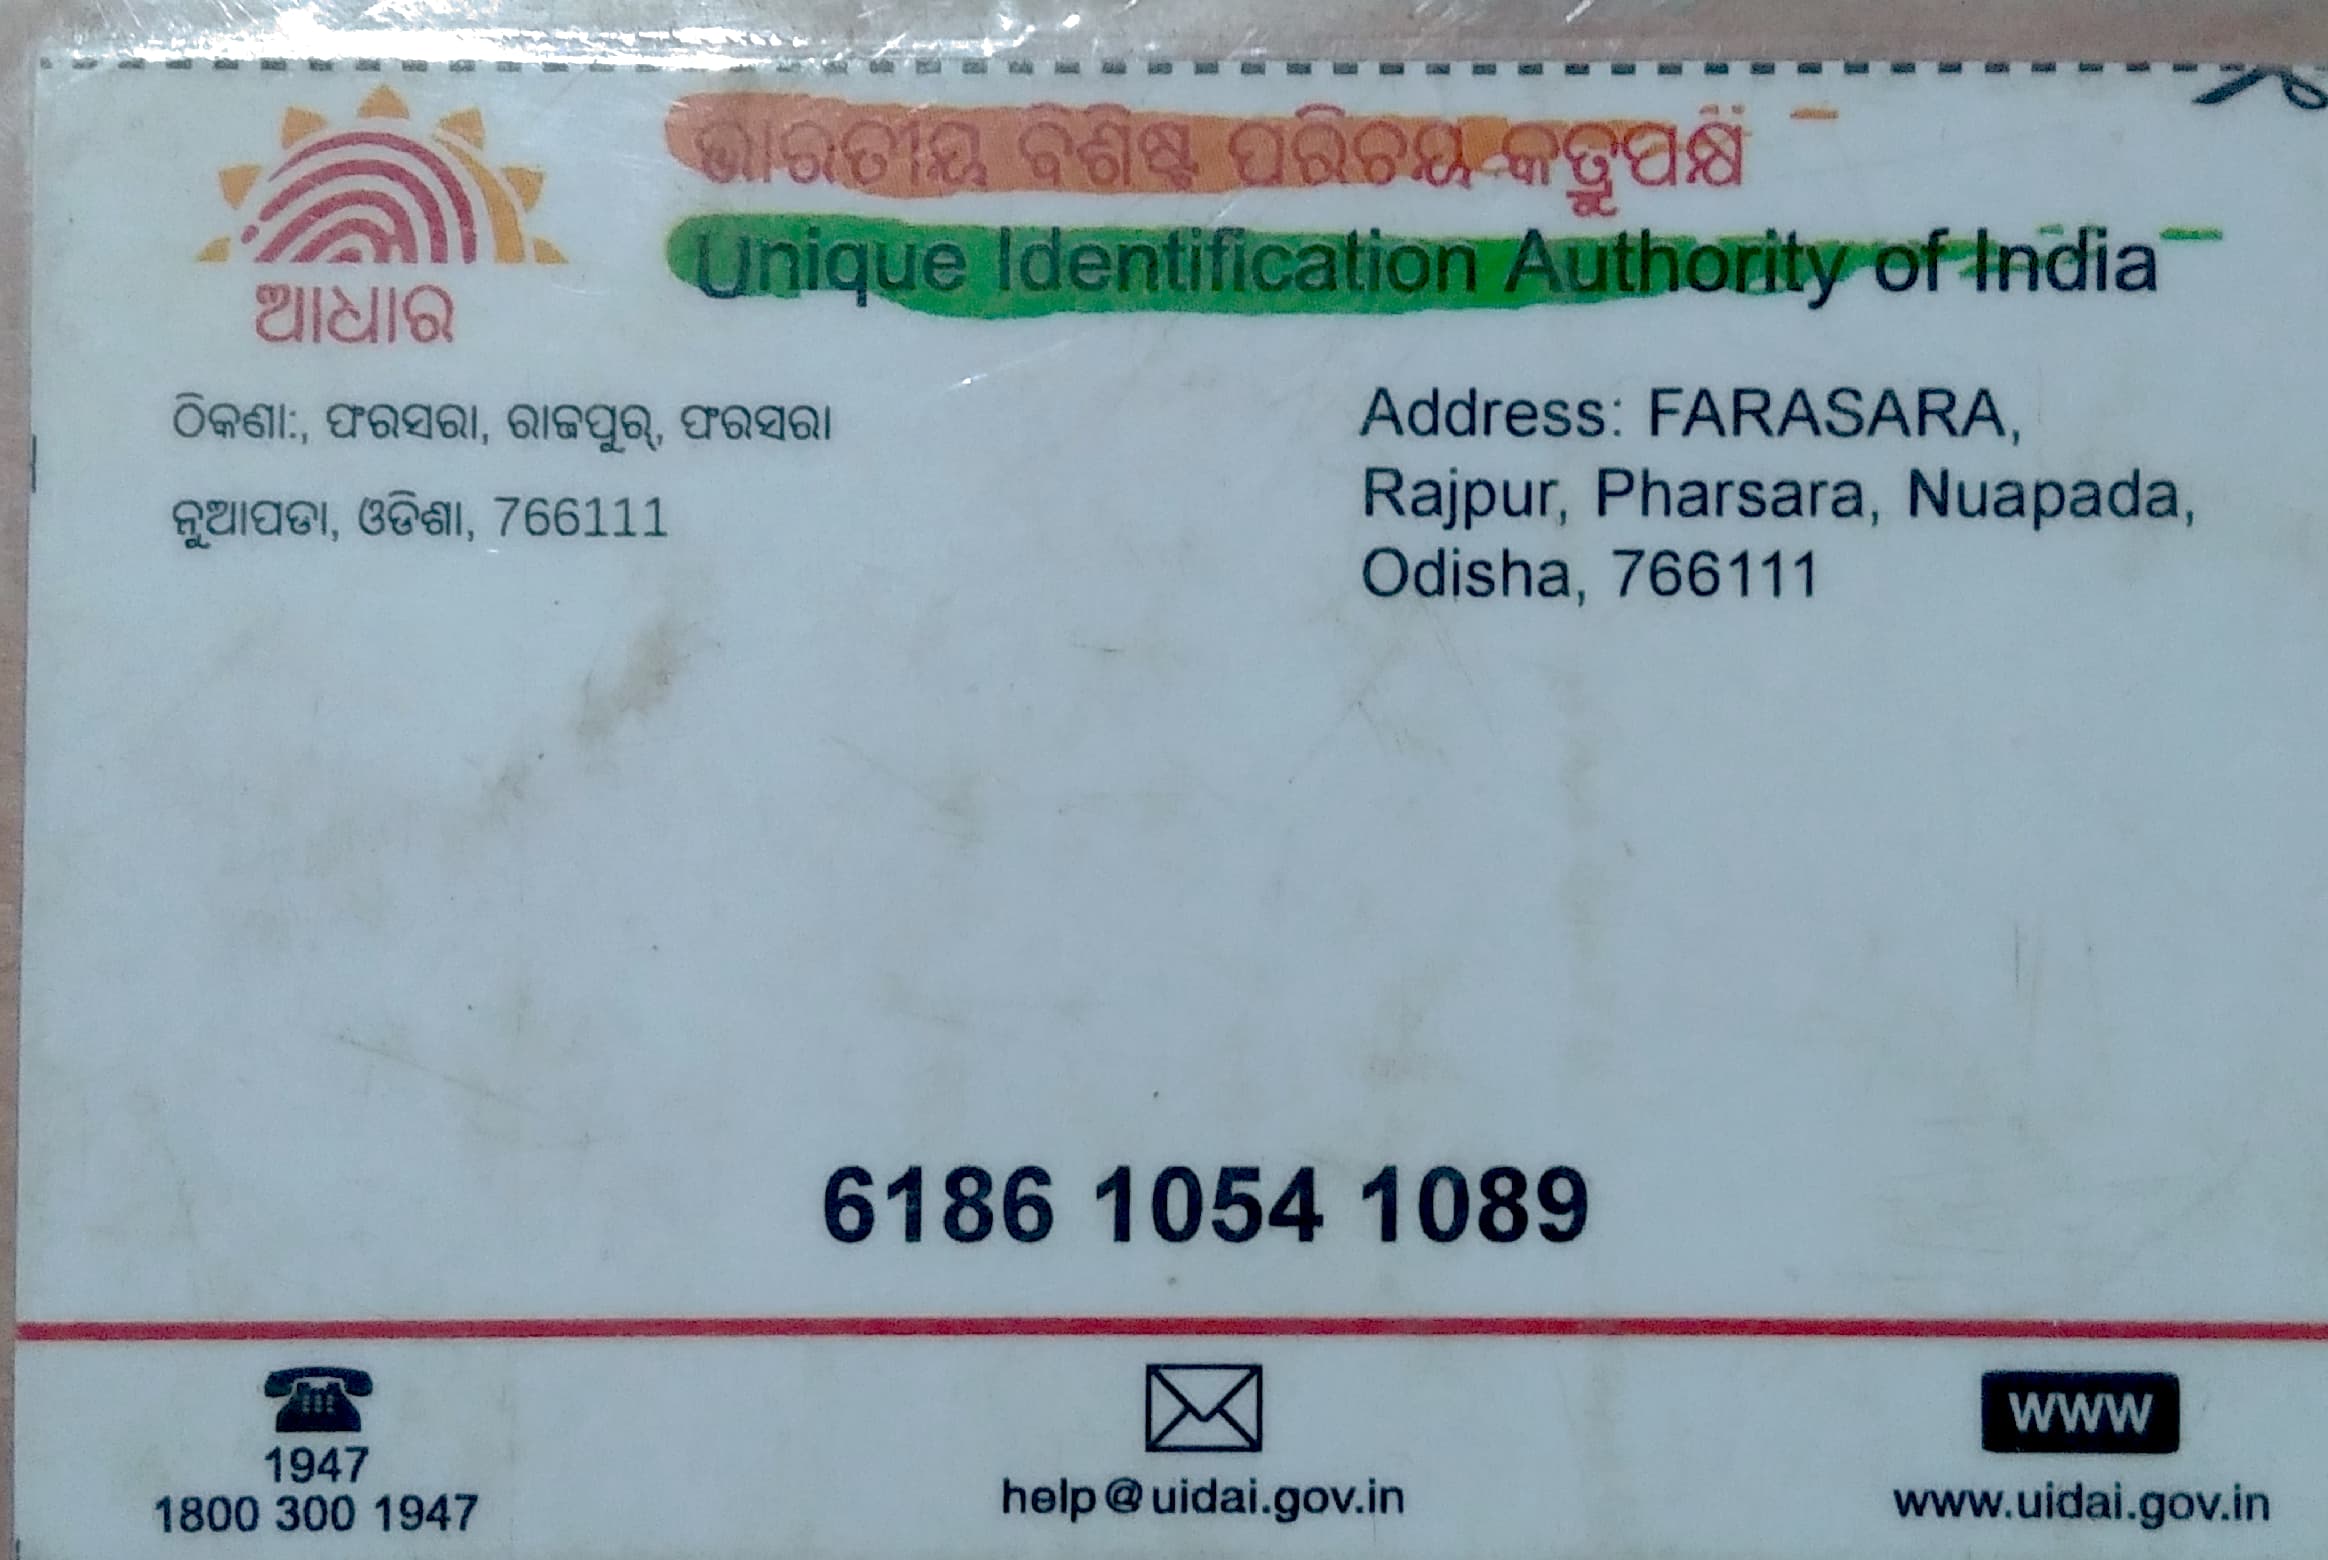 ଭାରତୀୟ ବିଶିଷ୍ଟ ପରିଚୟ କର୍ତ୍ତୃପକ୍ଷ
Unique Identification Authority of India
ଆଧାର
ଠିକଣା:, ଫରସରା, ରାଜପୁର୍, ଫରସରା
ନୁଆପଡା, ଓଡିଶା, 766111
Address: FARASARA,
Rajpur, Pharsara, Nuapada,
Odisha, 766111
6186 1054 1089
1947
1800 300 1947
help@uidai.gov.in
www
www.uidai.gov.in